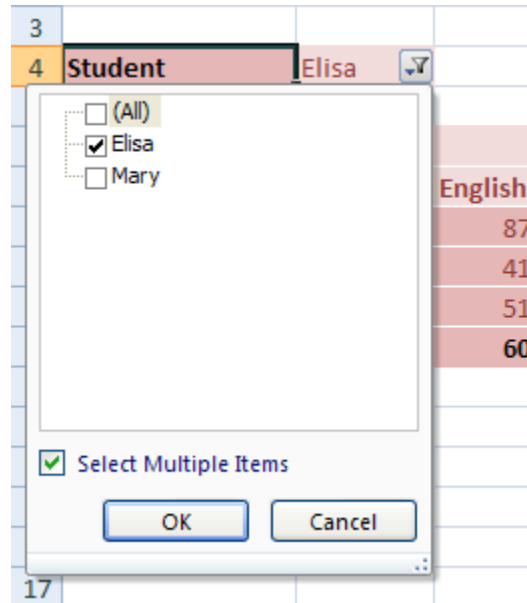 3
4 Student Elisa
(All)
Elisa
Mary
English
87
41
51
60
Select Multiple Items
OK Cancel
17